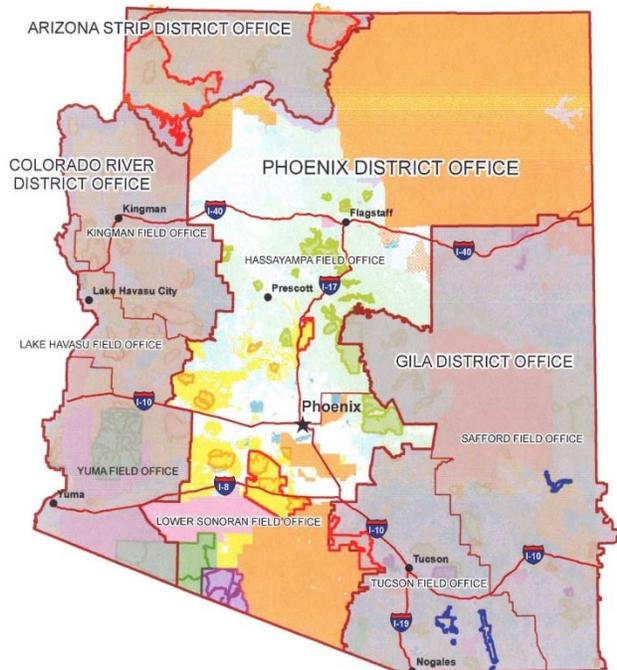 ARIZONA STRIP DISTRICT OFFICE
COLORADO RIVER
DISTRICT OFFICE
PHOENIX DISTRICT OFFICE
Kingman
I-40
Flagstaff
KINGMAN FIELD OFFICE
I-40
HASSAYAMPA FIELD OFFICE
Lake Havasu City
Prescott
I-17
LAKE HAVASU FIELD OFFICE
GILA DISTRICT OFFICE
I-10
Phoenix
SAFFORD FIELD OFFICE
YUMA FIELD OFFICE
I-8
Yuma
LOWER SONORAN FIELD OFFICE
I-10
I-10
Tucson
TUCSON FIELD OFFICE
I-19
Nogales